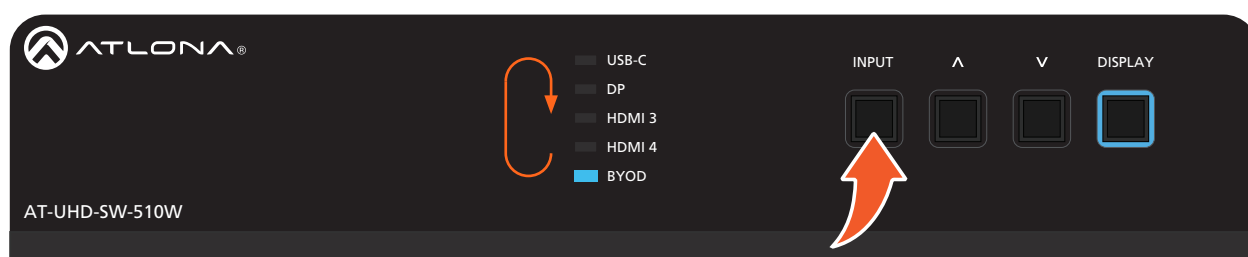 ATLONA®
USB-C
DP
HDMI 3
HDMI 4
BYOD
INPUT ∧ ∨ DISPLAY
AT-UHD-SW-510W